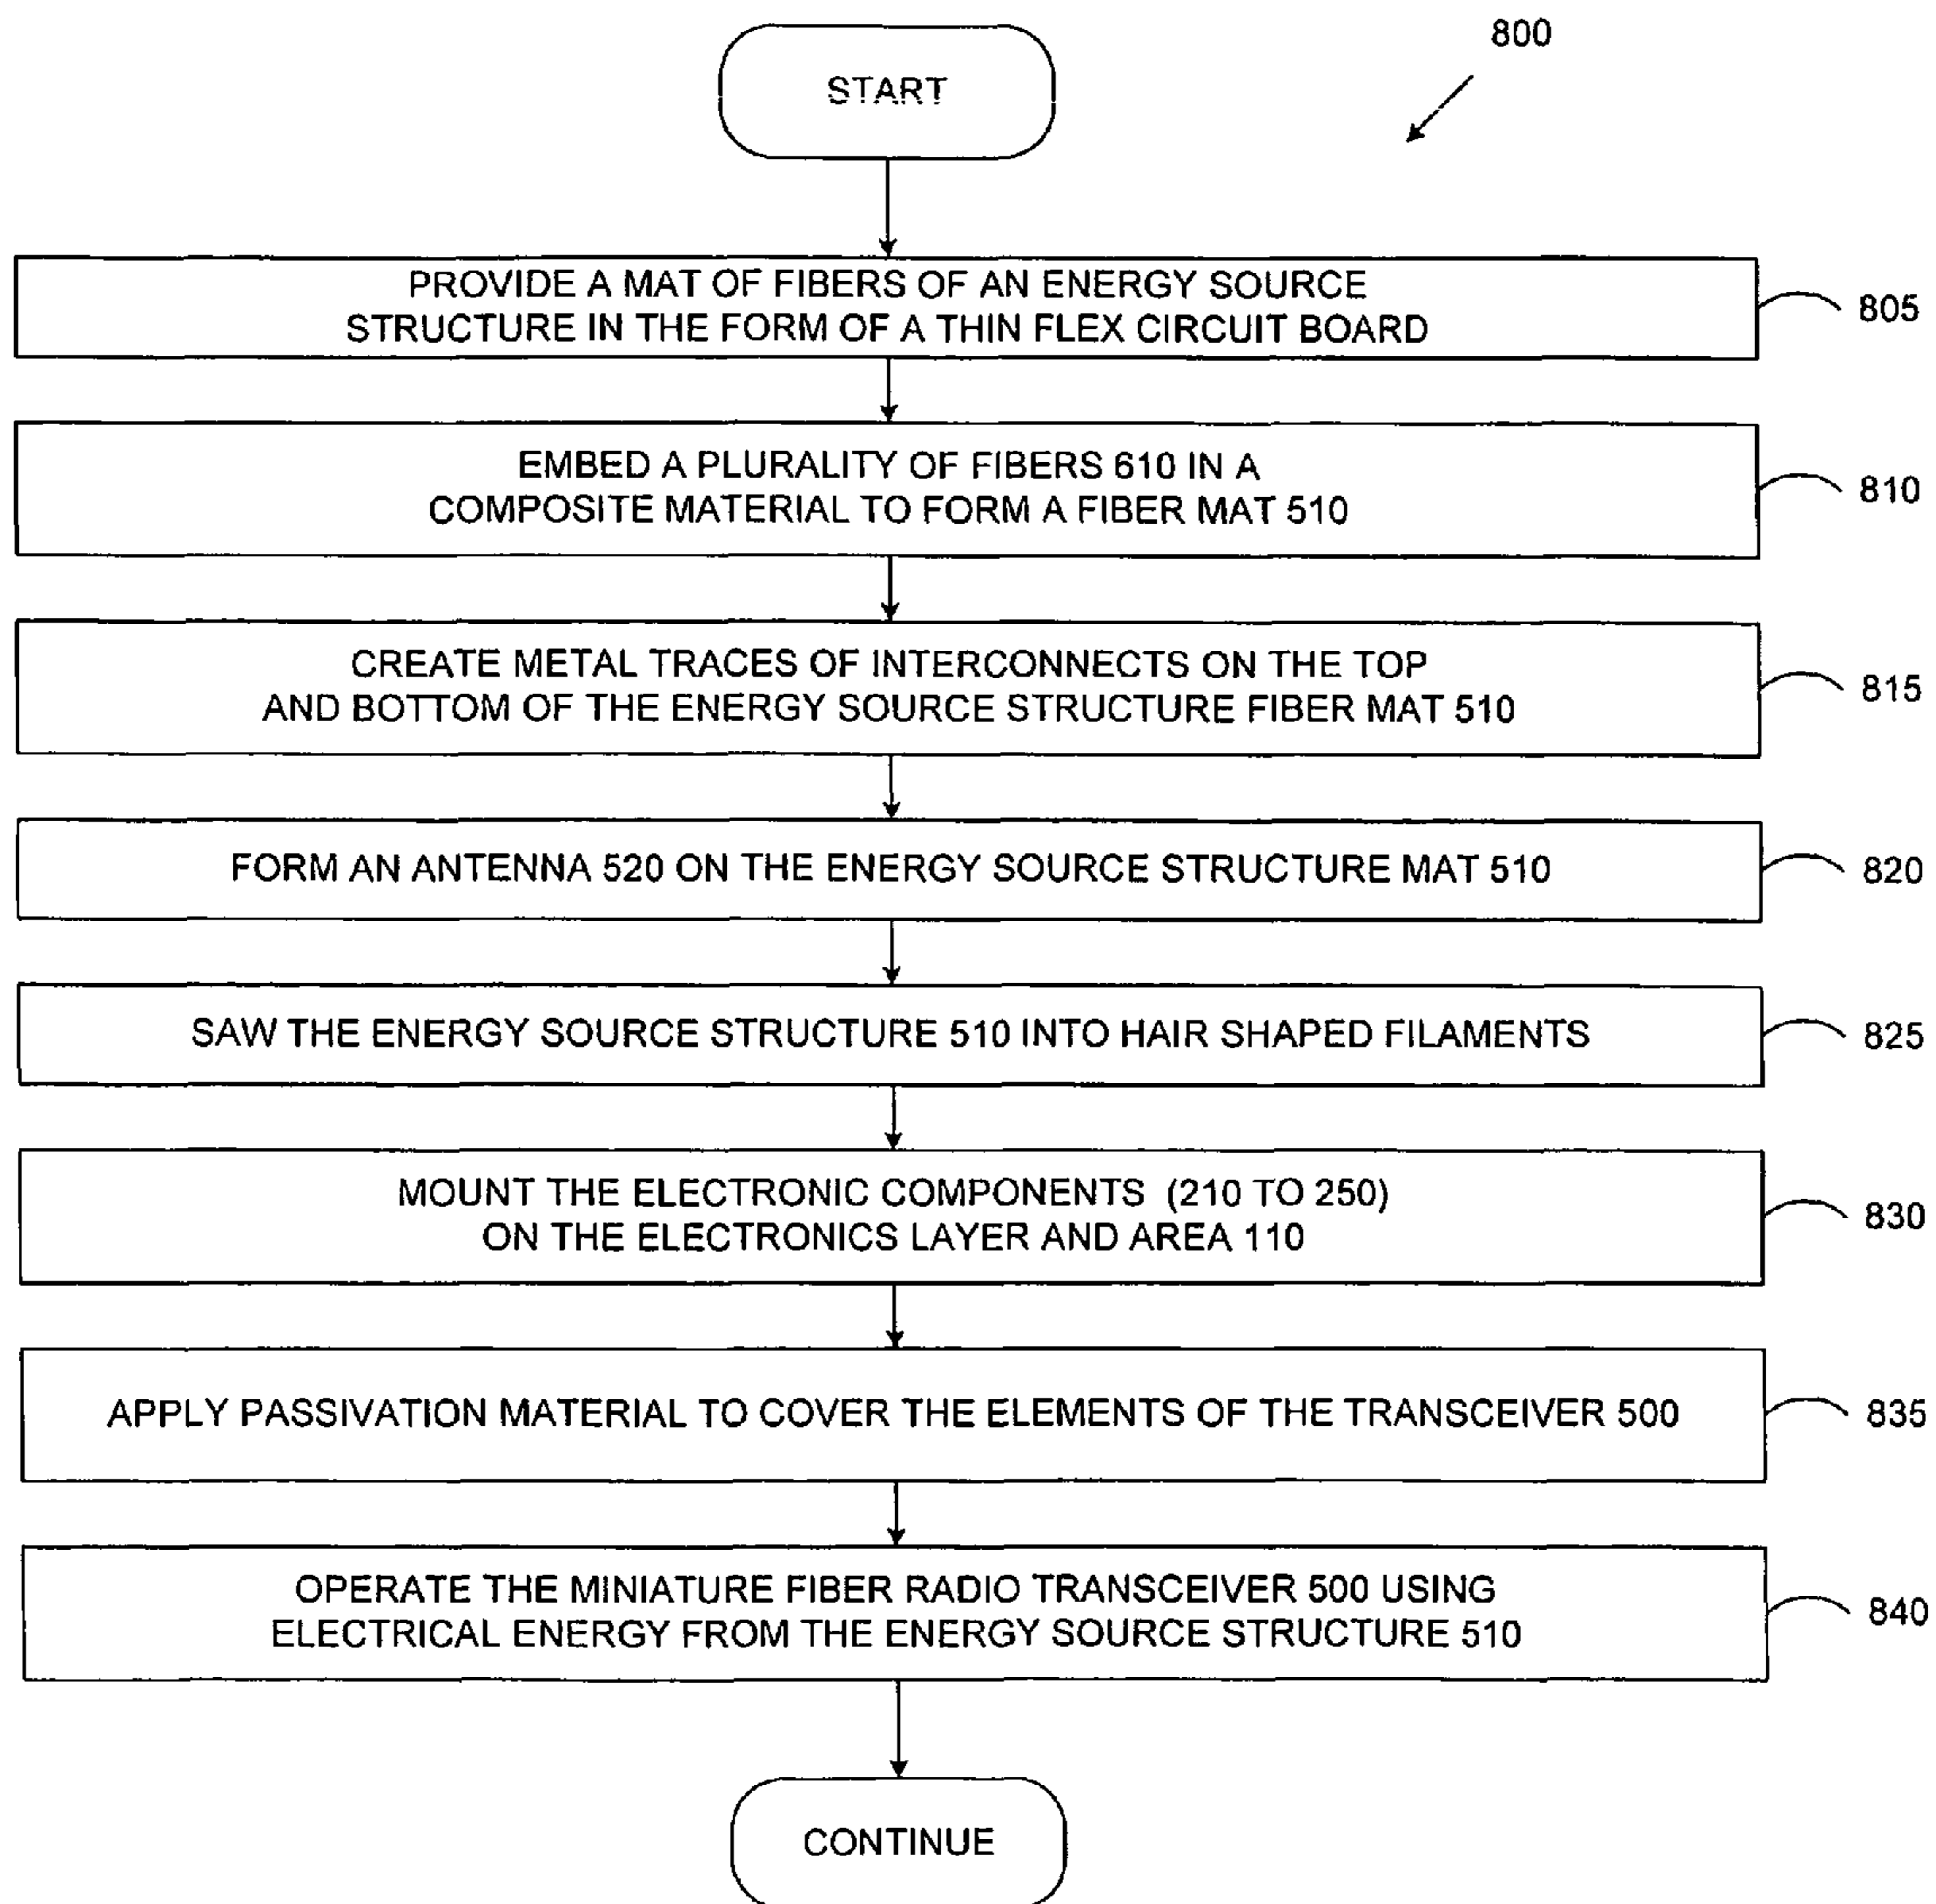 800
START
PROVIDE A MAT OF FIBERS OF AN ENERGY SOURCE
STRUCTURE IN THE FORM OF A THIN FLEX CIRCUIT BOARD
805
EMBED A PLURALITY OF FIBERS 610 IN A
COMPOSITE MATERIAL TO FORM A FIBER MAT 510
810
CREATE METAL TRACES OF INTERCONNECTS ON THE TOP
AND BOTTOM OF THE ENERGY SOURCE STRUCTURE FIBER MAT 510
815
FORM AN ANTENNA 520 ON THE ENERGY SOURCE STRUCTURE MAT 510
820
SAW THE ENERGY SOURCE STRUCTURE 510 INTO HAIR SHAPED FILAMENTS
825
MOUNT THE ELECTRONIC COMPONENTS (210 TO 250)
ON THE ELECTRONICS LAYER AND AREA 110
830
APPLY PASSIVATION MATERIAL TO COVER THE ELEMENTS OF THE TRANSCEIVER 500
835
OPERATE THE MINIATURE FIBER RADIO TRANSCEIVER 500 USING
ELECTRICAL ENERGY FROM THE ENERGY SOURCE STRUCTURE 510
840
CONTINUE